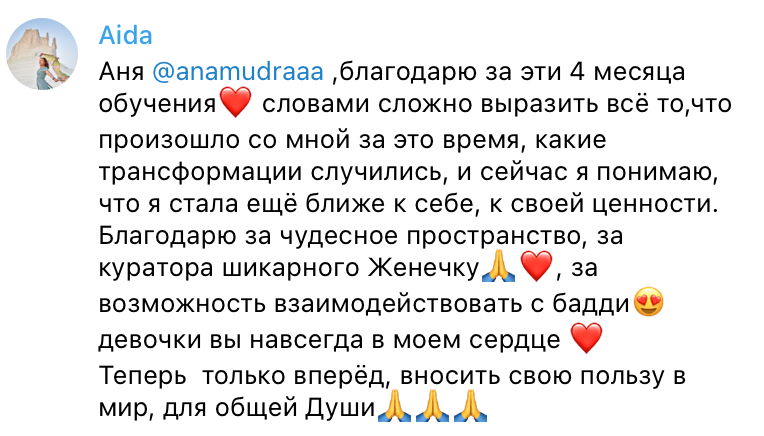 Aida
Аня @anamudraaa ,благодарю за эти 4 месяца
обучения❤️ словами сложно выразить всё то,что
произошло со мной за это время, какие
трансформации случились, и сейчас я понимаю,
что я стала ещё ближе к себе, к своей ценности.
Благодарю за чудесное пространство, за
куратора шикарного Женечку🙏❤️, за
возможность взаимодействовать с бадди😍
девочки вы навсегда в моем сердце ❤️
Теперь  только вперёд, вносить свою пользу в
мир, для общей Души🙏🙏🙏